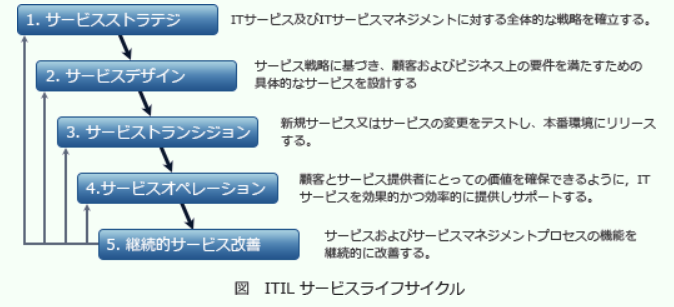 1. サービスストラテジ
ITサービス及びITサービスマネジメントに対する全体的な戦略を確立する。
2. サービスデザイン
サービス戦略に基づき、顧客およびビジネス上の要件を満たすための
具体的なサービスを設計する
3. サービストランシジョン
新規サービス又はサービスの変更をテストし、本番環境にリリース
する。
4.サービスオペレーション
顧客とサービス提供者にとっての価値を確保できるように，IT
サービスを効果的かつ効率的に提供しサポートする。
5. 継続的サービス改善
サービスおよびサービスマネジメントプロセスの機能を
継続的に改善する。
図　ITIL サービスライフサイクル